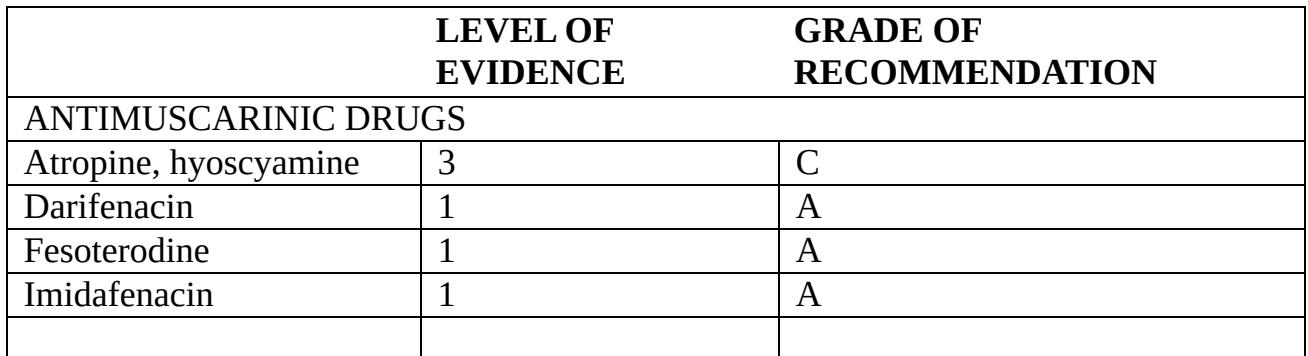 LEVEL OF GRADE OF
EVIDENCE RECOMMENDATION
ANTIMUSCARINIC DRUGS
Atropine, hyoscyamine 3 C
Darifenacin 1 A
Fesoterodine 1 A
Imidafenacin 1 A